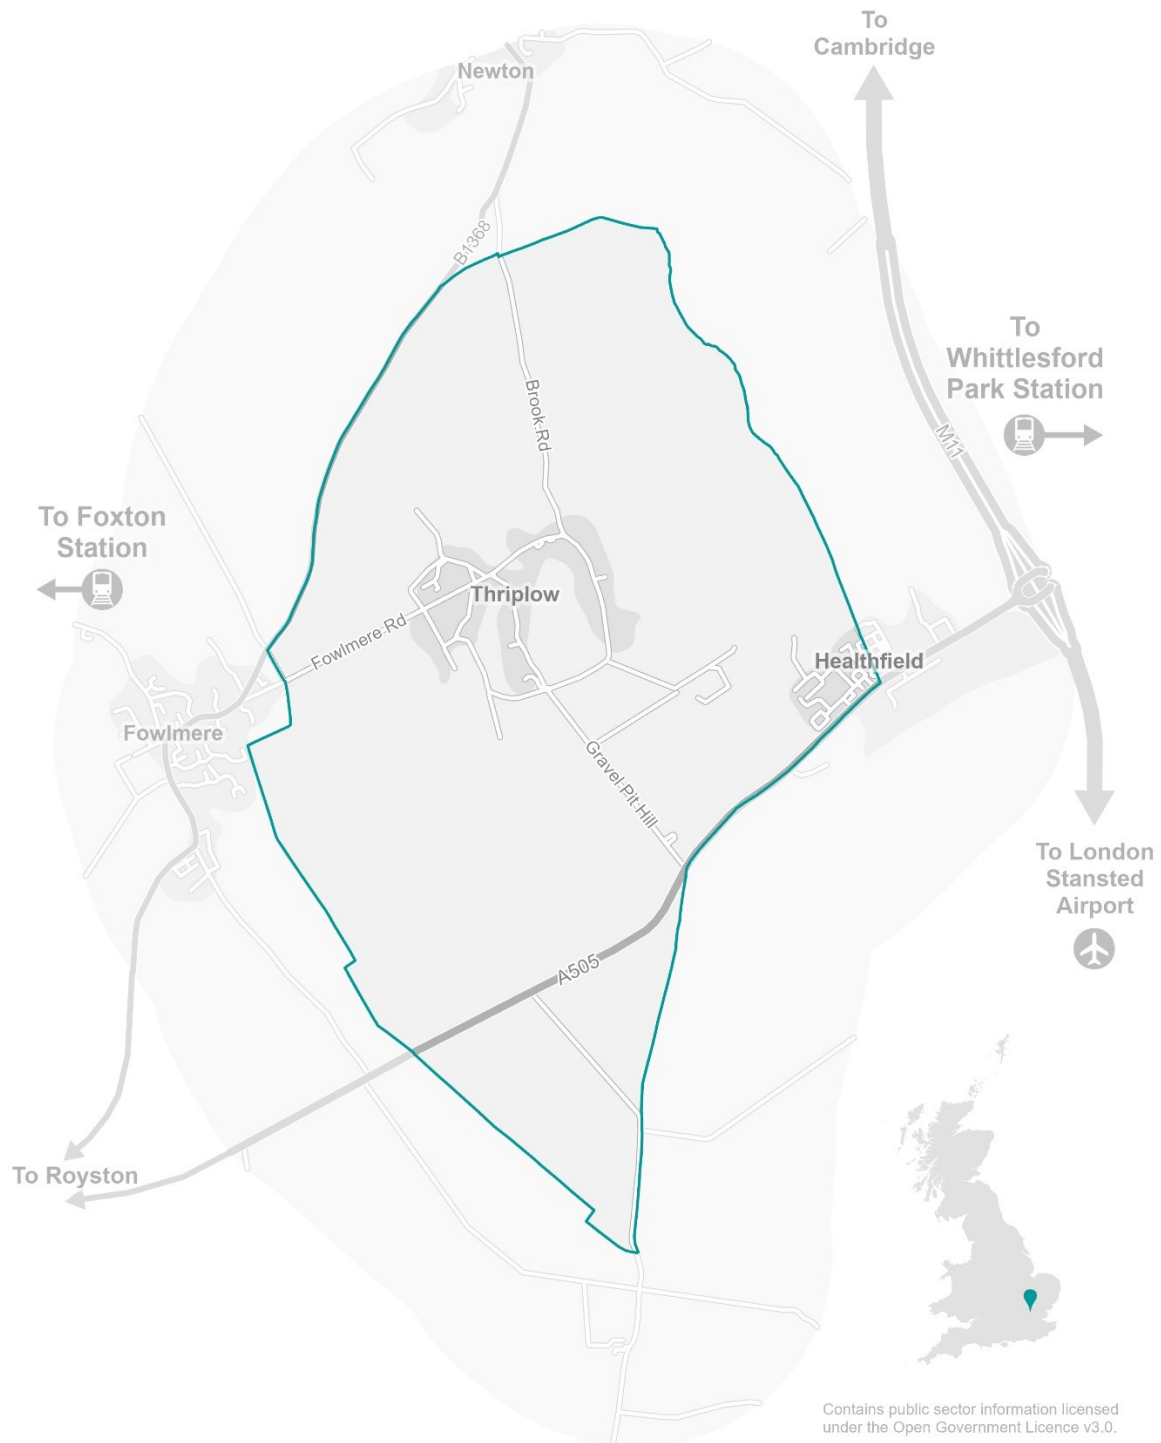 To
Cambridge
Newton
B1368
To
Whittlesford
Park Station
Brook Rd
M11
To Foxton
Station
Thriplow
Fowlmere Rd
Healthfield
Fowlmere
Gravel Pit Hill
To London
Stansted
Airport
A505
To Royston
Contains public sector information licensed
under the Open Government Licence v3.0.